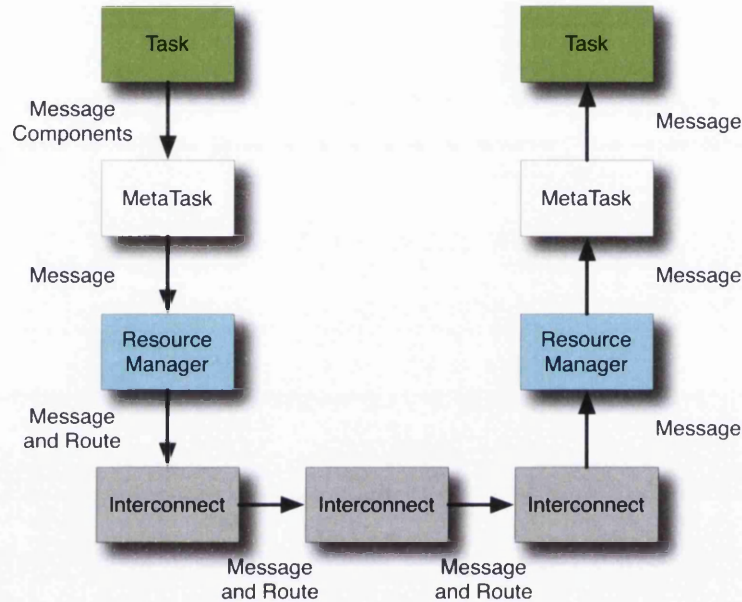 Task
Task
Message
Components
Message
MetaTask
MetaTask
Message
Message
Resource
Manager
Resource
Manager
Message
and Route
Message
Interconnect
Interconnect
Interconnect
Message
and Route
Message
and Route